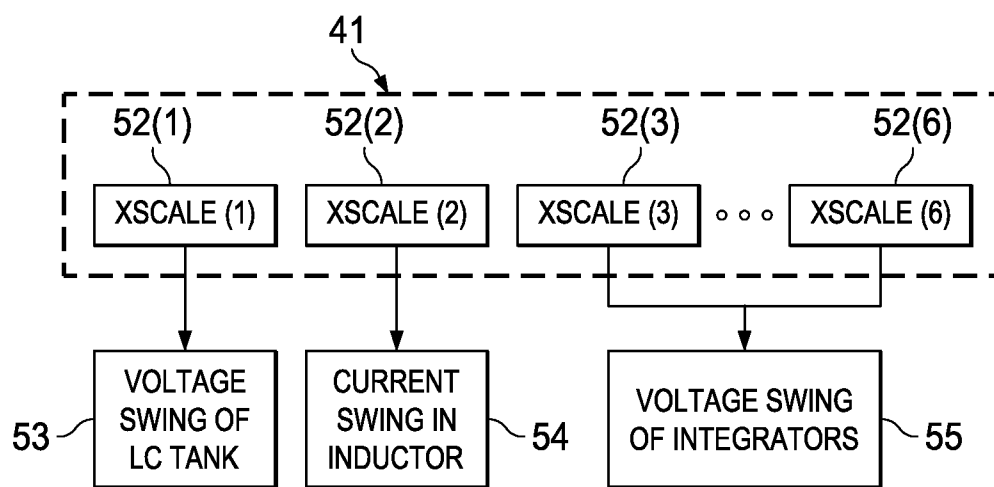 41
52(1)
52(2)
52(3)
52(6)
XSCALE (1)
XSCALE (2)
XSCALE (3)
XSCALE (6)
VOLTAGE
SWING OF
LC TANK
53
CURRENT
SWING IN
INDUCTOR
54
VOLTAGE SWING
OF INTEGRATORS
55